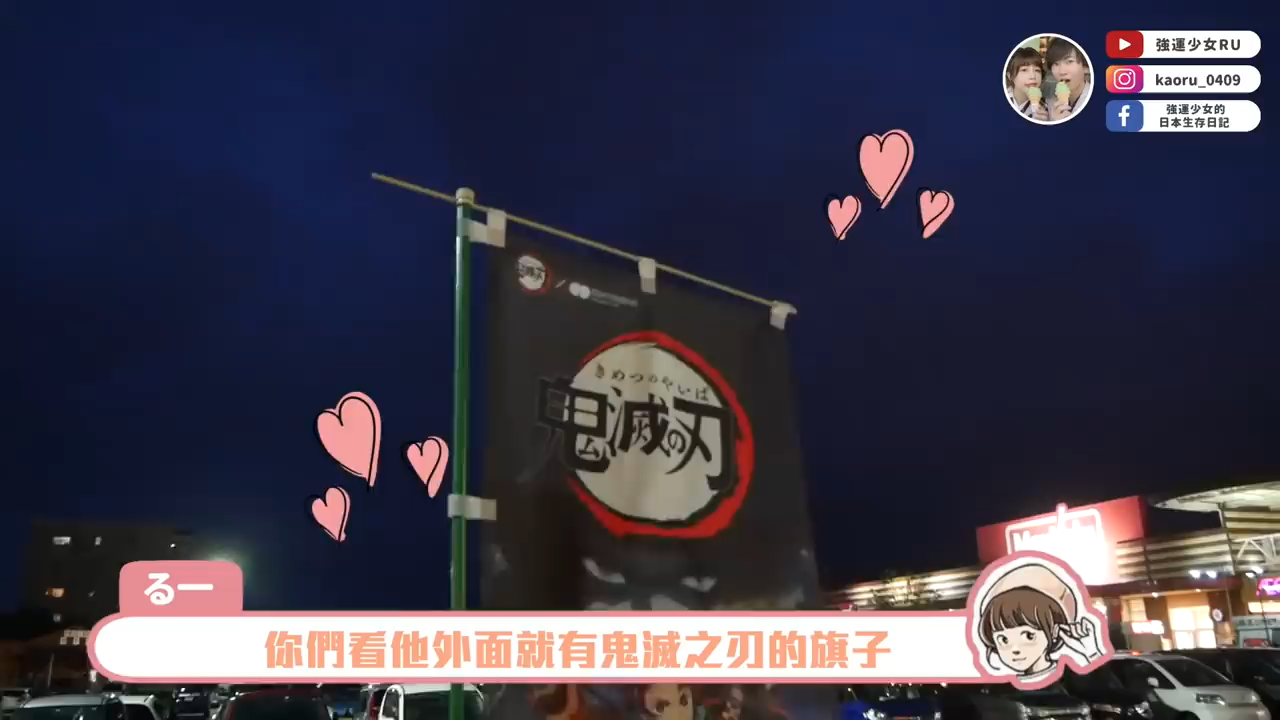 強運少女RU
kaoru_0409
強運少女的
日本生存日記
きめつのやいば
鬼滅の刃
るー
你們看他外面就有鬼滅之刃的旗子